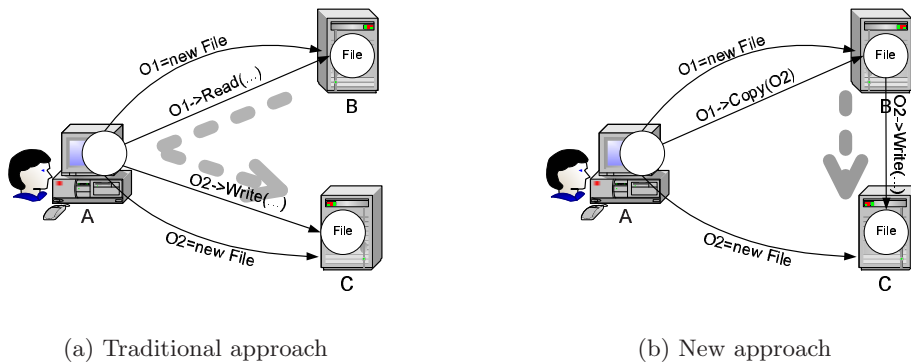 O1=new File
File
O1->Read(...)
B
A
O2->Write(...)
File
O2=new File
C
(a) Traditional approach
O1=new File
File
O1->Copy(O2)
B
O2->Write(...)
A
File
O2=new File
C
(b) New approach